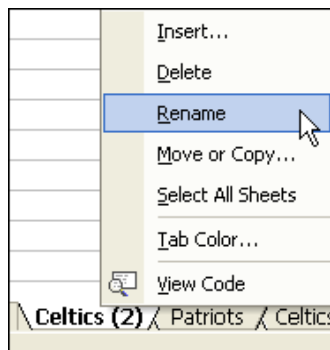 Insert...
Delete
Rename
Move or Copy...
Select All Sheets
Tab Color...
View Code
Celtics (2) Patriots Celtics